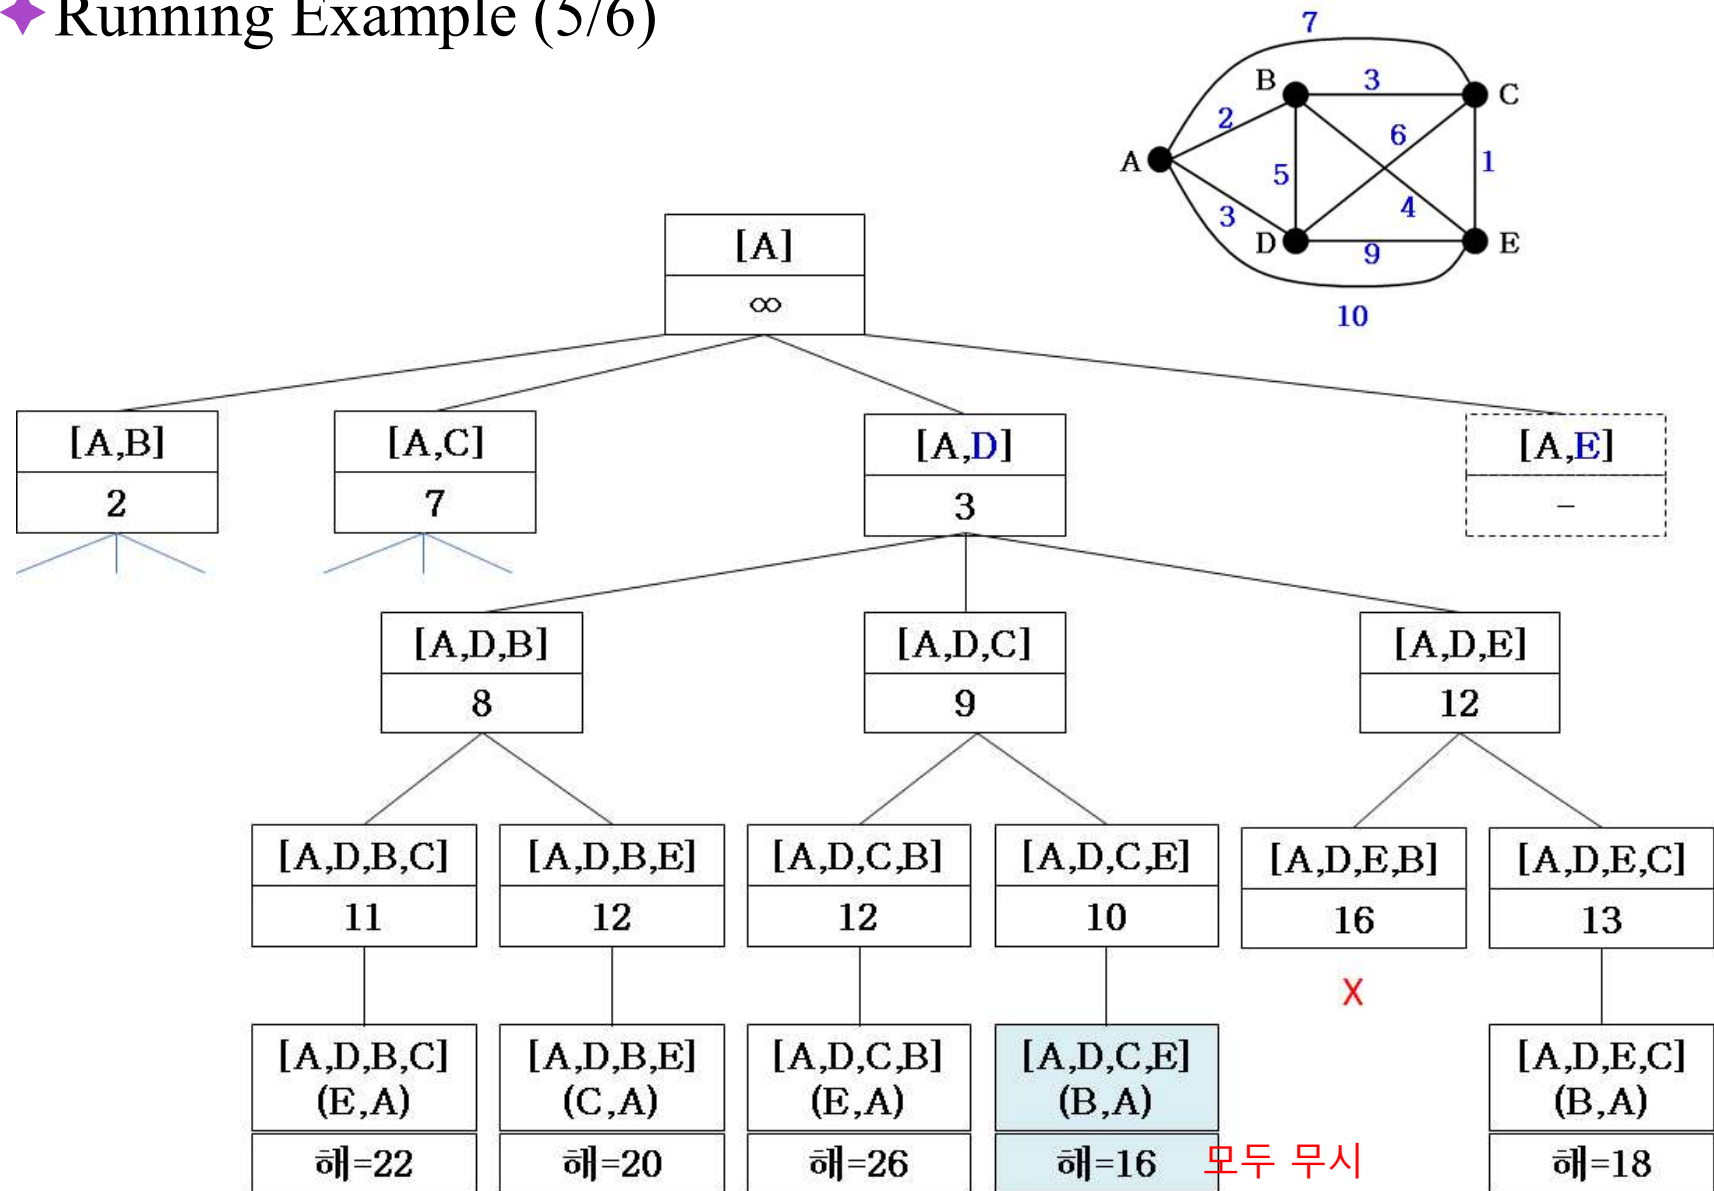 Running Example (5/6)
7
B 3 C
2
6
A 5 1
3 4
D 9 E
10
[A]
∞
[A,B] [A,C] [A,D] [A,E]
2 7 3 –
[A,D,B] [A,D,C] [A,D,E]
8 9 12
[A,D,B,C] [A,D,B,E] [A,D,C,B] [A,D,C,E] [A,D,E,B] [A,D,E,C]
11 12 12 10 16 13
X
[A,D,B,C] [A,D,B,E] [A,D,C,B] [A,D,C,E] [A,D,E,C]
(E,A) (C,A) (E,A) (B,A) (B,A)
해=22 해=20 해=26 해=16 모두 무시 해=18